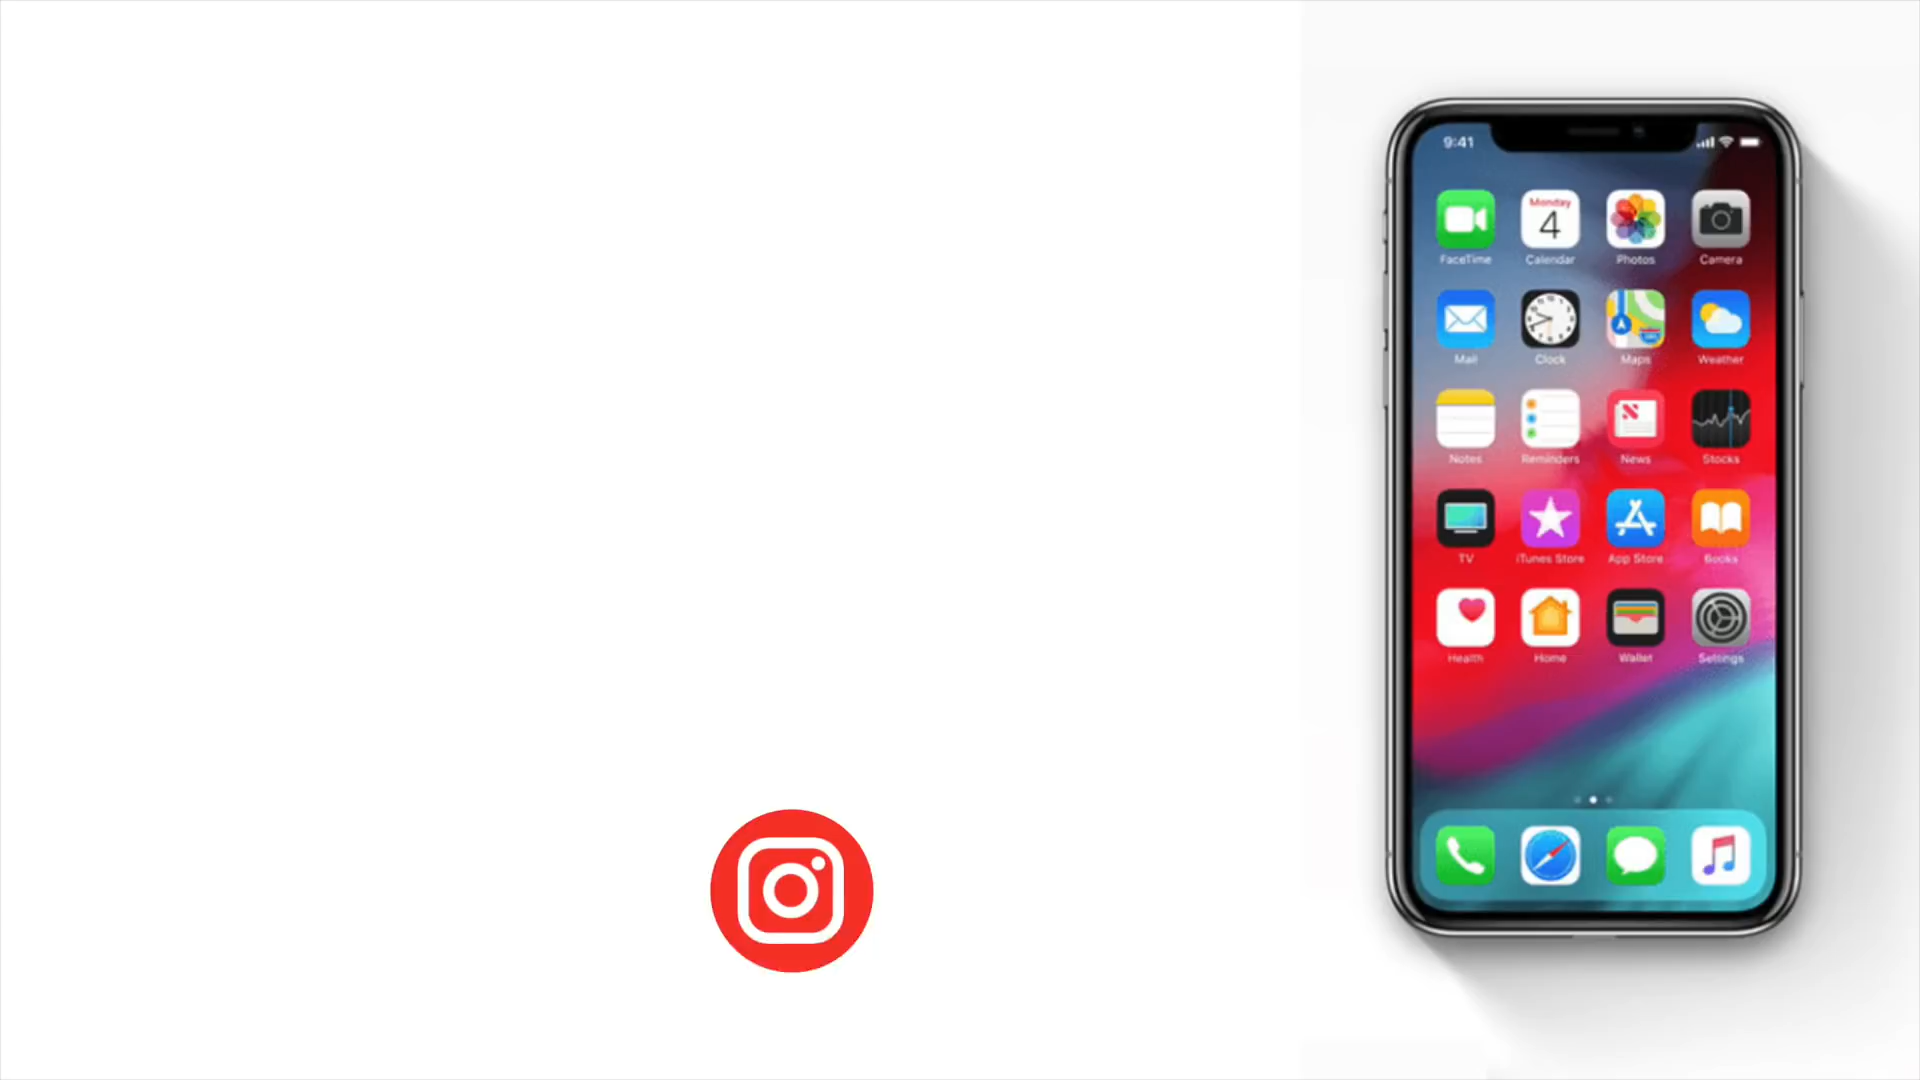 9:41
Monday
4
FaceTime Calendar Photos Camera
Mail Clock Maps Weather
Notes Reminders News Stocks
TV iTunes Store App Store Books
Health Home Wallet Settings